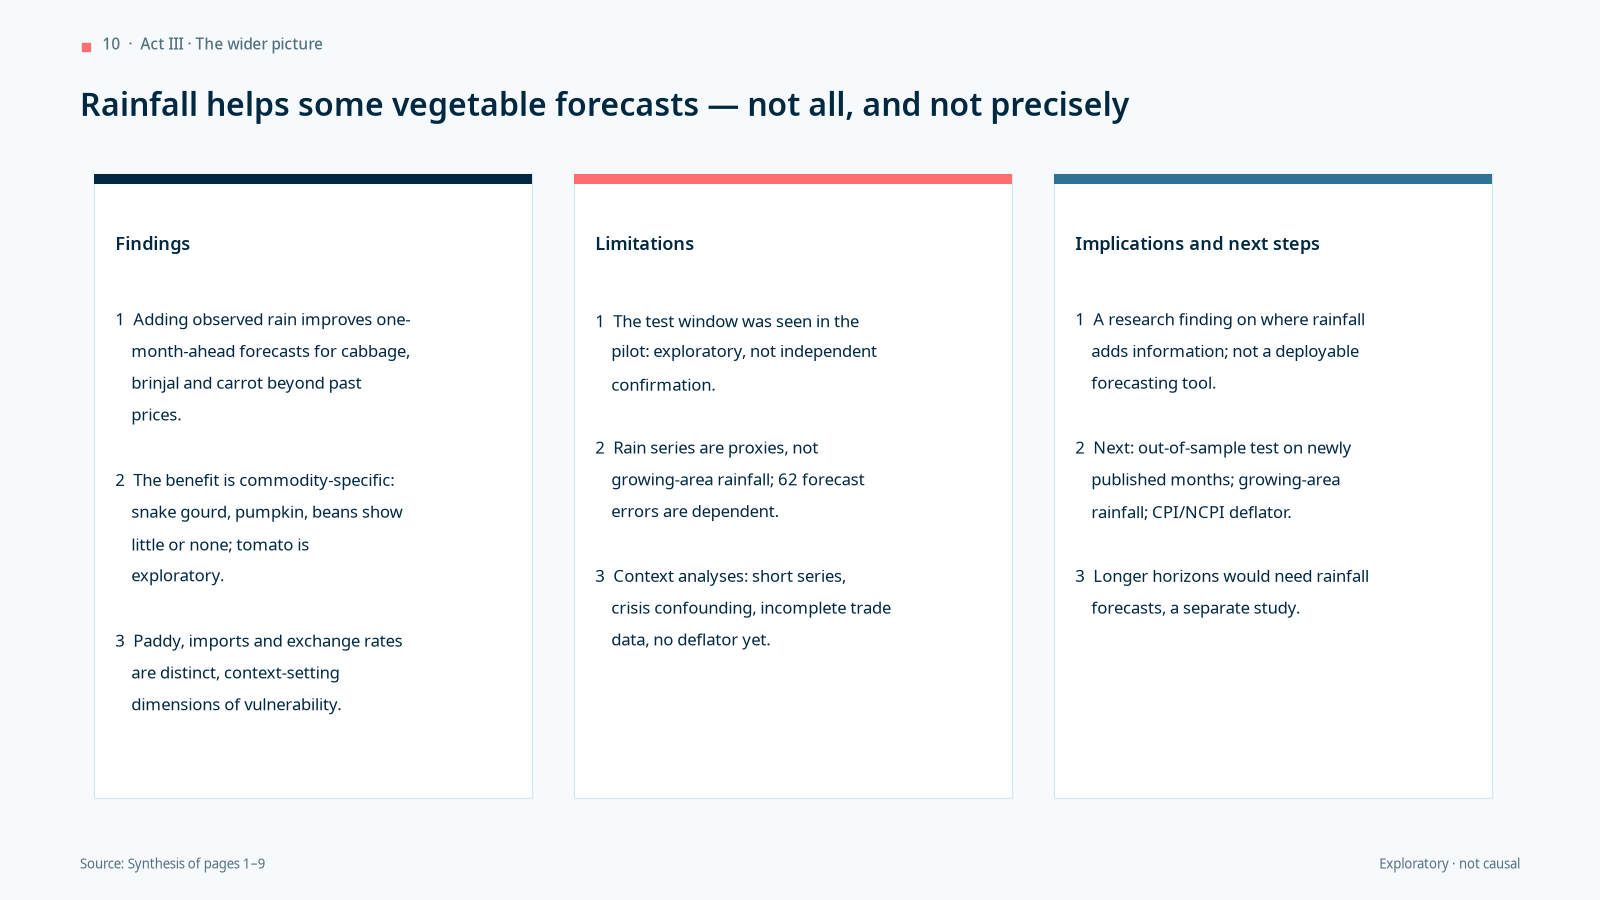 10 · Act III · The wider picture
Rainfall helps some vegetable forecasts — not all, and not precisely
Findings
1 Adding observed rain improves one-
month-ahead forecasts for cabbage,
brinjal and carrot beyond past
prices.
2 The benefit is commodity-specific:
snake gourd, pumpkin, beans show
little or none; tomato is
exploratory.
3 Paddy, imports and exchange rates
are distinct, context-setting
dimensions of vulnerability.
Limitations
1 The test window was seen in the
pilot: exploratory, not independent
confirmation.
2 Rain series are proxies, not
growing-area rainfall; 62 forecast
errors are dependent.
3 Context analyses: short series,
crisis confounding, incomplete trade
data, no deflator yet.
Implications and next steps
1 A research finding on where rainfall
adds information; not a deployable
forecasting tool.
2 Next: out-of-sample test on newly
published months; growing-area
rainfall; CPI/NCPI deflator.
3 Longer horizons would need rainfall
forecasts, a separate study.
Source: Synthesis of pages 1–9
Exploratory · not causal